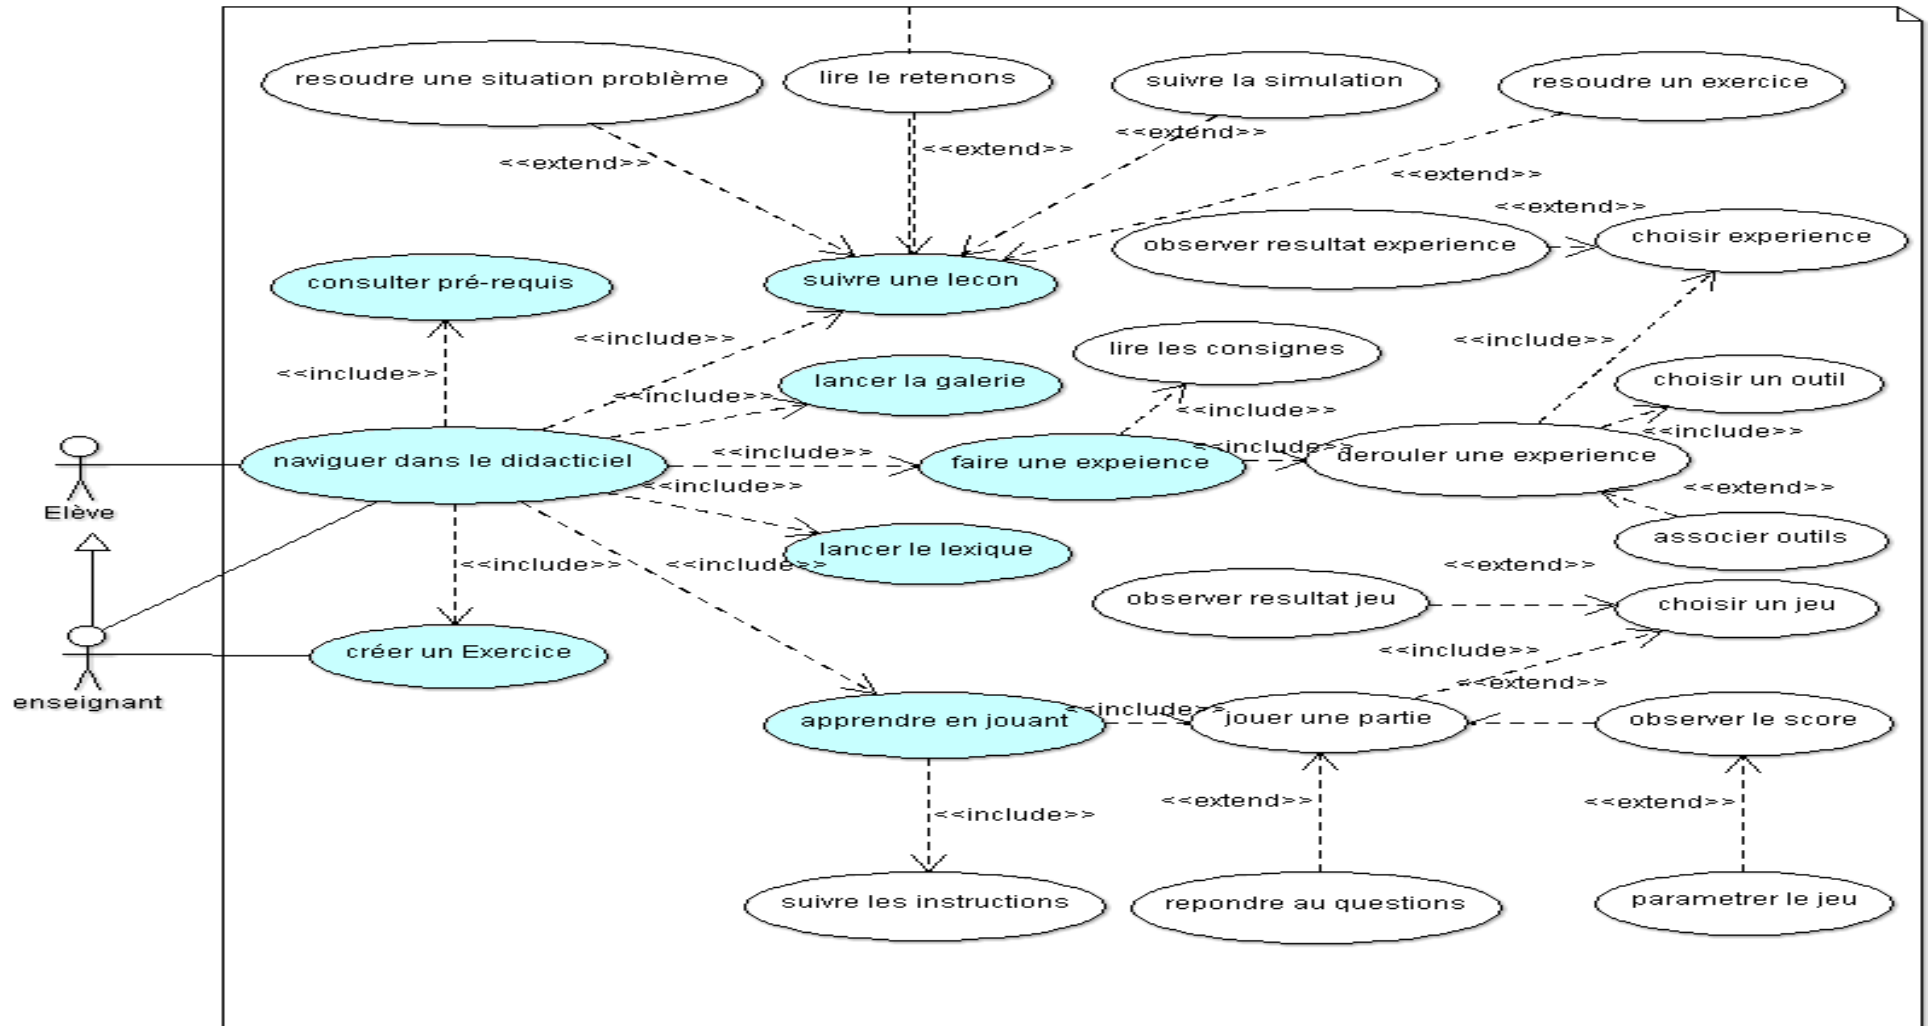 resoudre une situation problème
lire le retenons
suivre la simulation
resoudre un exercice
<<extend>>
<<extend>>
<<extend>>
<<extend>>
<<extend>>
observer resultat experience
choisir experience
consulter pré-requis
suivre une lecon
<<include>>
<<include>>
lire les consignes
<<include>>
<<include>>
lancer la galerie
choisir un outil
<<include>>
<<include>>
<<include>>
<<include>>
<<include>>
naviguer dans le didacticiel
faire une expeience
derouler une experience
<<include>>
<<extend>>
Elève
lancer le lexique
associer outils
<<include>>
<<include>>
<<extend>>
observer resultat jeu
choisir un jeu
créer un Exercice
<<include>>
<<extend>>
enseignant
<<include>>
apprendre en jouant
jouer une partie
observer le score
<<extend>>
<<extend>>
<<include>>
suivre les instructions
repondre au questions
parametrer le jeu